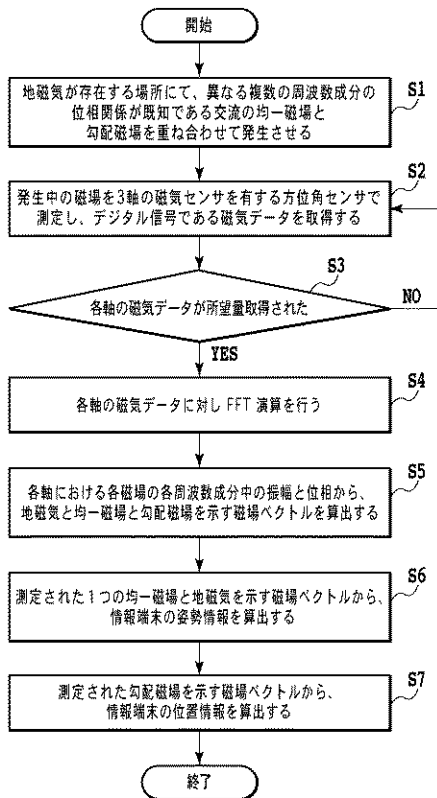 開始
S1
地磁気が存在する場所にて、異なる複数の周波数成分の
位相関係が既知である交流の均一磁場と
勾配磁場を重ね合わせて発生させる
S2
発生中の磁場を3軸の磁気センサを有する方位角センサで
測定し、デジタル信号である磁気データを取得する
S3
各軸の磁気データが所望量取得された
NO
YES
S4
各軸の磁気データに対し FFT 演算を行う
S5
各軸における各磁場の各周波数成分中の振幅と位相から、
地磁気と均一磁場と勾配磁場を示す磁場ベクトルを算出する
S6
測定された1つの均一磁場と地磁気を示す磁場ベクトルから、
情報端末の姿勢情報を算出する
S7
測定された勾配磁場を示す磁場ベクトルから、
情報端末の位置情報を算出する
終了